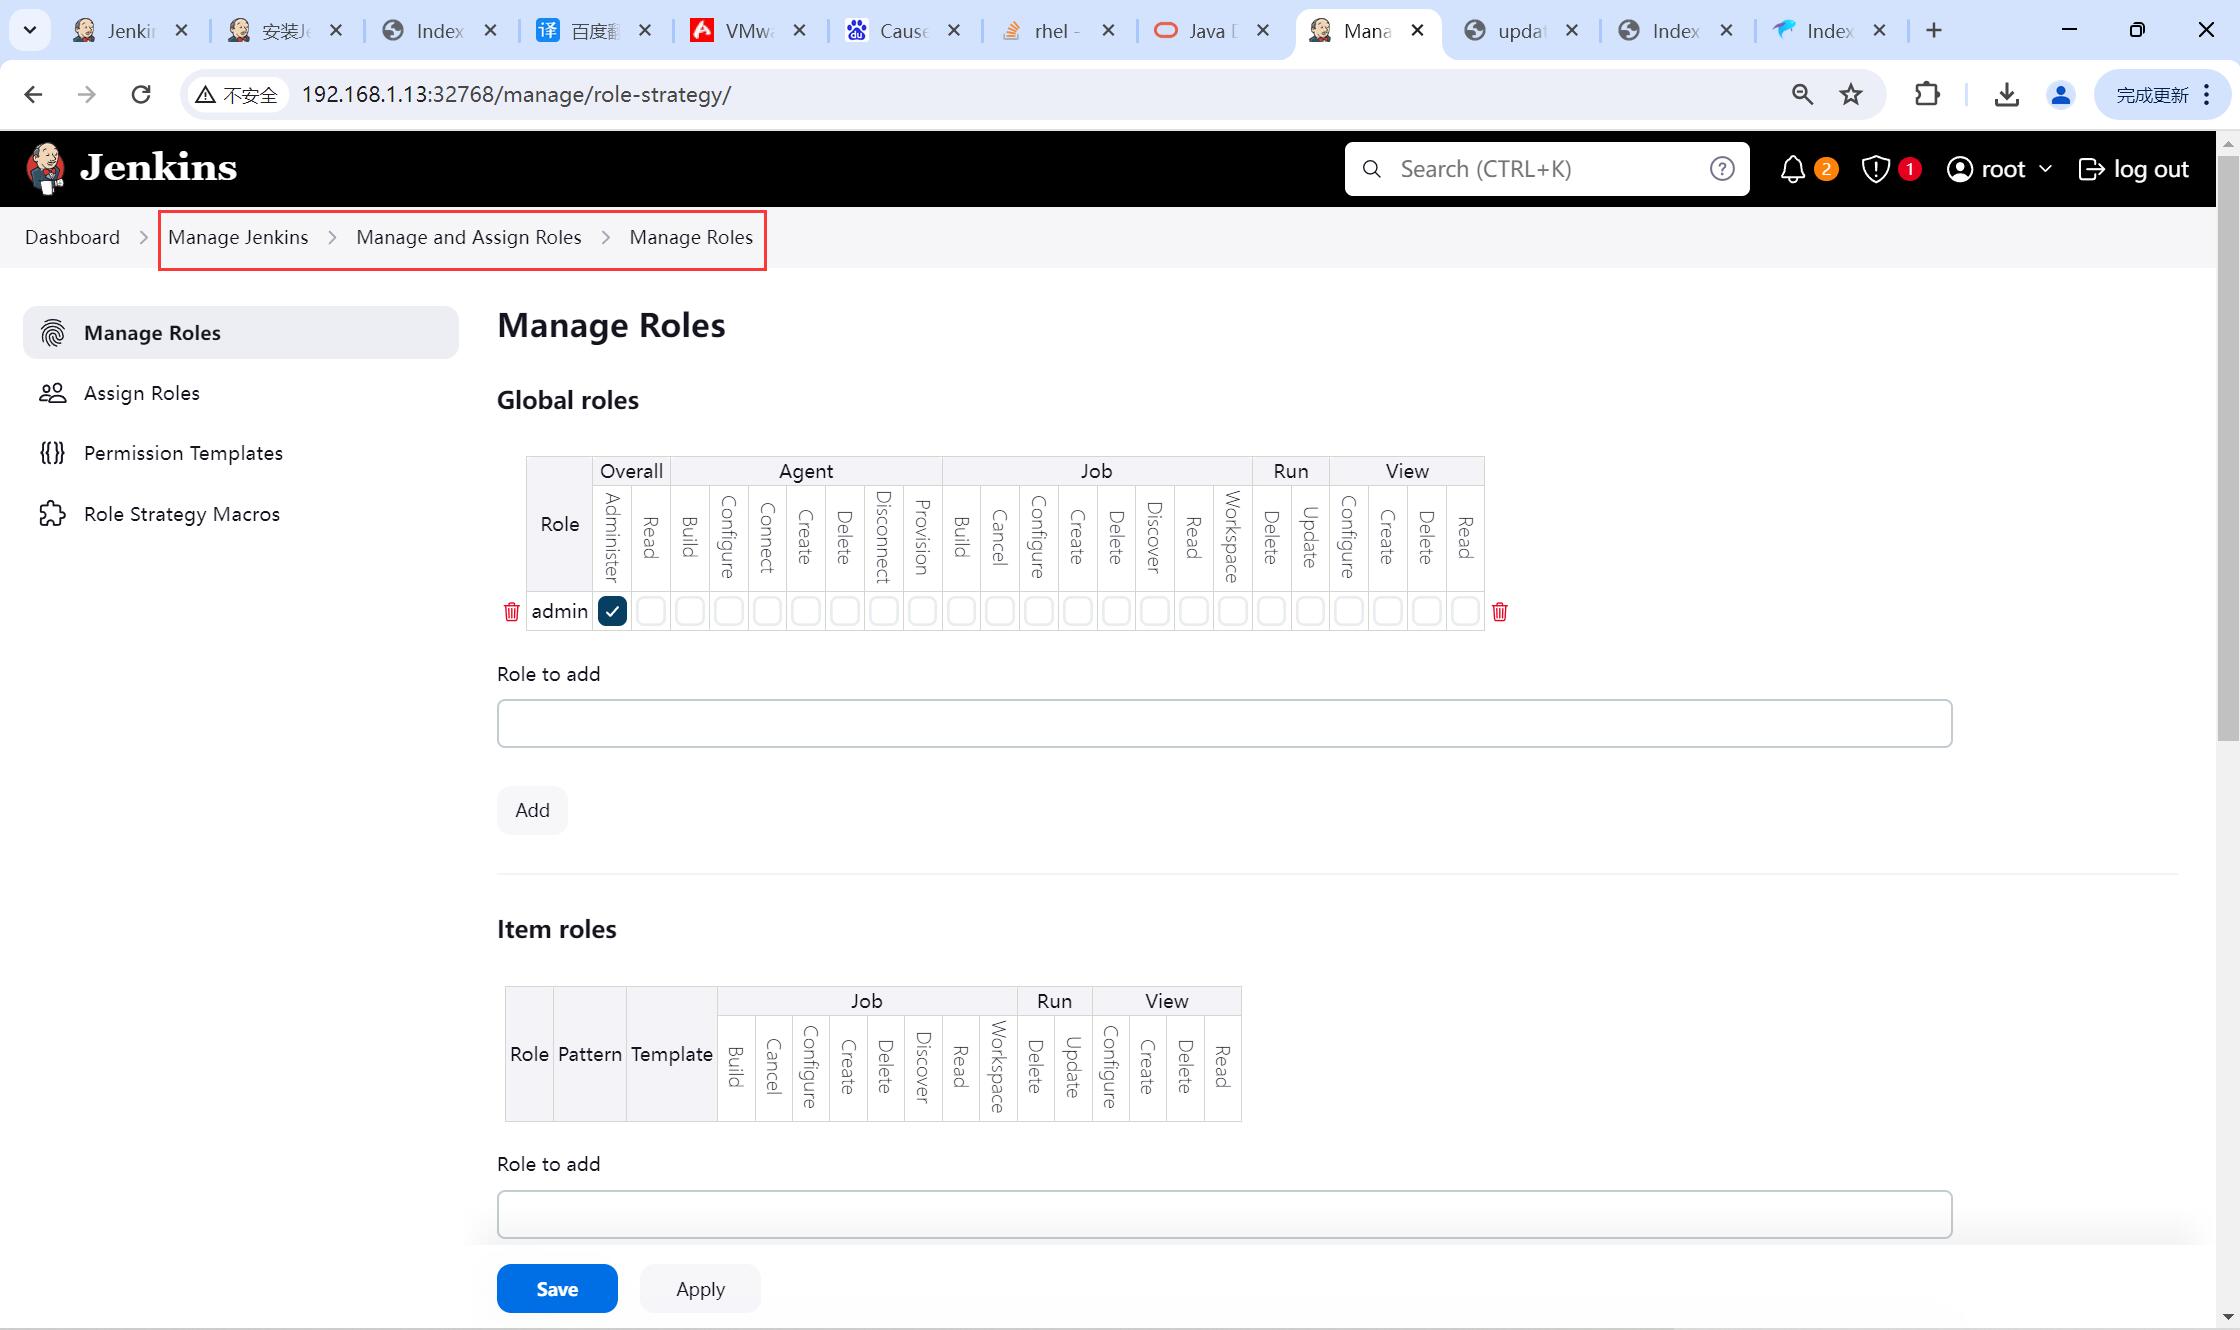 Jenkin
安装Je
Index
译 百度翻
VMwa
du Cause
rhel -
Java D
Mana
updat
Index
Index
不安全 192.168.1.13:32768/manage/role-strategy/
完成更新
Jenkins
Search (CTRL+K)
2
1
root
log out
Dashboard > Manage Jenkins > Manage and Assign Roles > Manage Roles
Manage Roles
Assign Roles
Permission Templates
Role Strategy Macros
Manage Roles
Global roles
Overall Agent Job Run View
Role Administer Read Build Configure Connect Create Delete Disconnect Provision Build Cancel Configure Create Delete Discover Read Workspace Delete Update Configure Create Delete Read
admin
Role to add
Add
Item roles
Job Run View
Role Pattern Template Build Cancel Configure Create Delete Discover Read Workspace Delete Update Configure Create Delete Read
Role to add
Save Apply